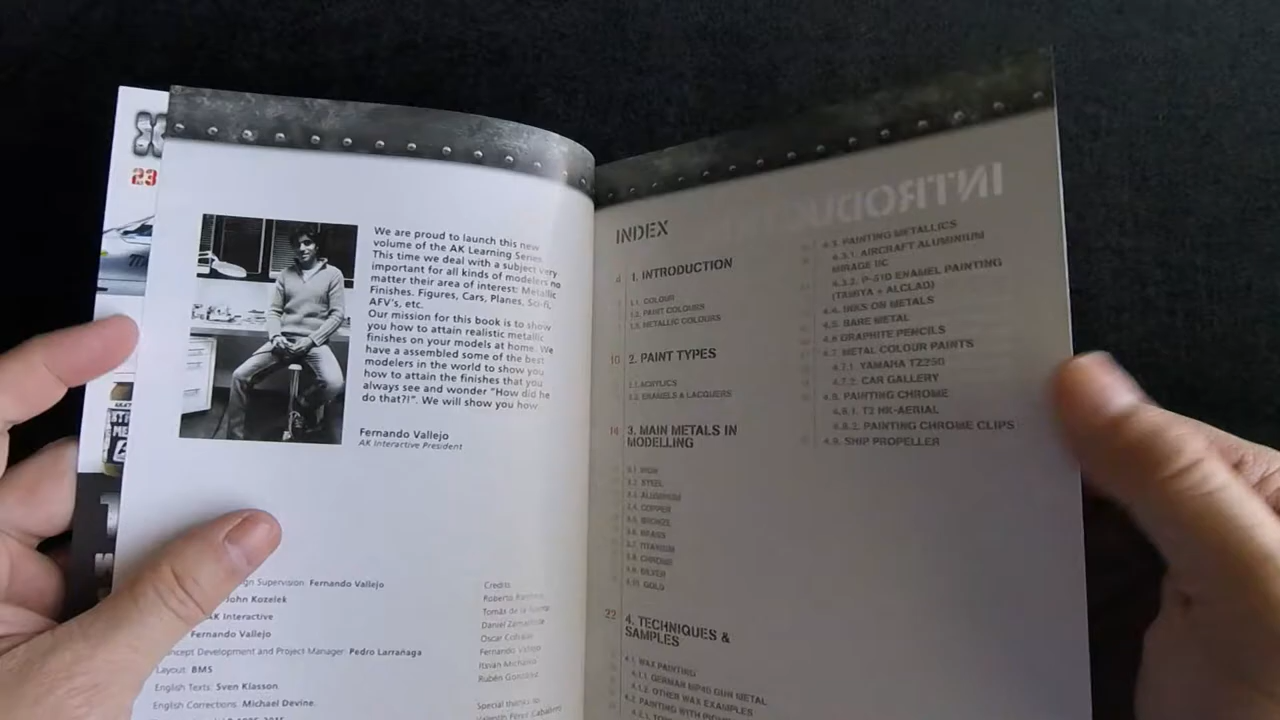 23
We are proud to launch this new
volume of the AK Learning Series.
This time we deal with a subject very
important for all kinds of modelers no
matter their area of interest: Metallic
Finishes. Figures, Cars, Planes, Sci-fi,
AFV's, etc.
Our mission for this book is to show
you how to attain realistic metallic
finishes on your models at home. We
have a assembled some of the best
modelers in the world to show you
how to attain the finishes that you
always see and wonder "How did he
do that?!". We will show you how
Fernando Vallejo
AK Interactive President
Supervision: Fernando Vallejo
John Kozelek
AK Interactive
Fernando Vallejo
Concept Development and Project Manager: Pedro Larrañaga
Layout: BMS
English Texts: Sven Klasson
English Corrections: Michael Devine.
Credits
Roberto
Tomás de la
Daniel Zamarbide
Oscar
Fernando Vallejo
Rubén González
Special thanks to
INDEX
4 1. INTRODUCTION
1.1. COLOUR
1.2. PAINT COLOURS
1.3. METALLIC COLOURS
10 2. PAINT TYPES
2.1 ACRYLICS
2.2. ENAMELS & LACQUERS
14 3. MAIN METALS IN
MODELLING
3.1. IRON
3.2. STEEL
3.3. ALUMINUM
3.4. COPPER
3.5. BRONZE
3.6. BRASS
3.7. TITANIUM
3.8. CHROME
3.9. SILVER
3.10. GOLD
22 4. TECHNIQUES &
SAMPLES
4.1. WAX PAINTING
4.1.1. GERMAN MP40 GUN METAL
4.1.2. OTHER WAX EXAMPLES
4.2. PAINTING WITH
4.3. PAINTING METALLICS
4.3.1. AIRCRAFT ALUMINIUM
MIRAGE IIC
4.3.2. P-51D ENAMEL PAINTING
(TAMIYA + ALCLAD)
4.4. INKS ON METALS
4.5. BARE METAL
4.6 GRAPHITE PENCILS
4.7. METAL COLOUR PAINTS
4.7.1. YAMAHA TZ250
4.7.2. CAR GALLERY
4.8. PAINTING CHROME
4.8.1. T2 NK-AERIAL
4.8.2. PAINTING CHROME CLIPS
4.9. SHIP PROPELLER